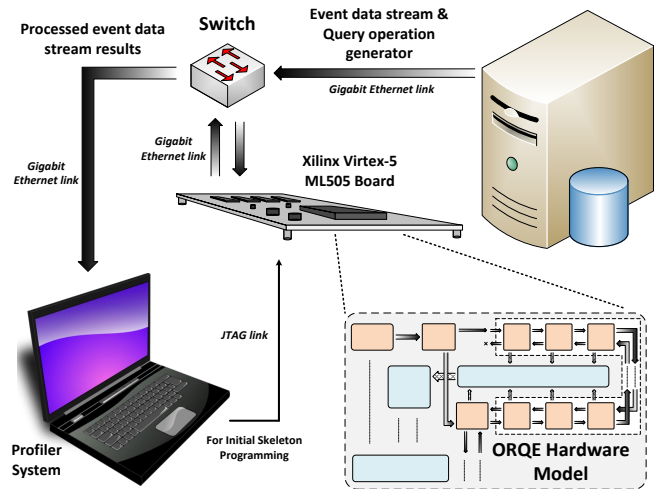 Processed event data
stream results
Switch
Event data stream &
Query operation
generator
Gigabit Ethernet link
Gigabit
Ethernet link
Gigabit
Ethernet link
Xilinx Virtex-5
ML505 Board
JTAG link
Profiler
System
For Initial Skeleton
Programming
ORQE Hardware
Model